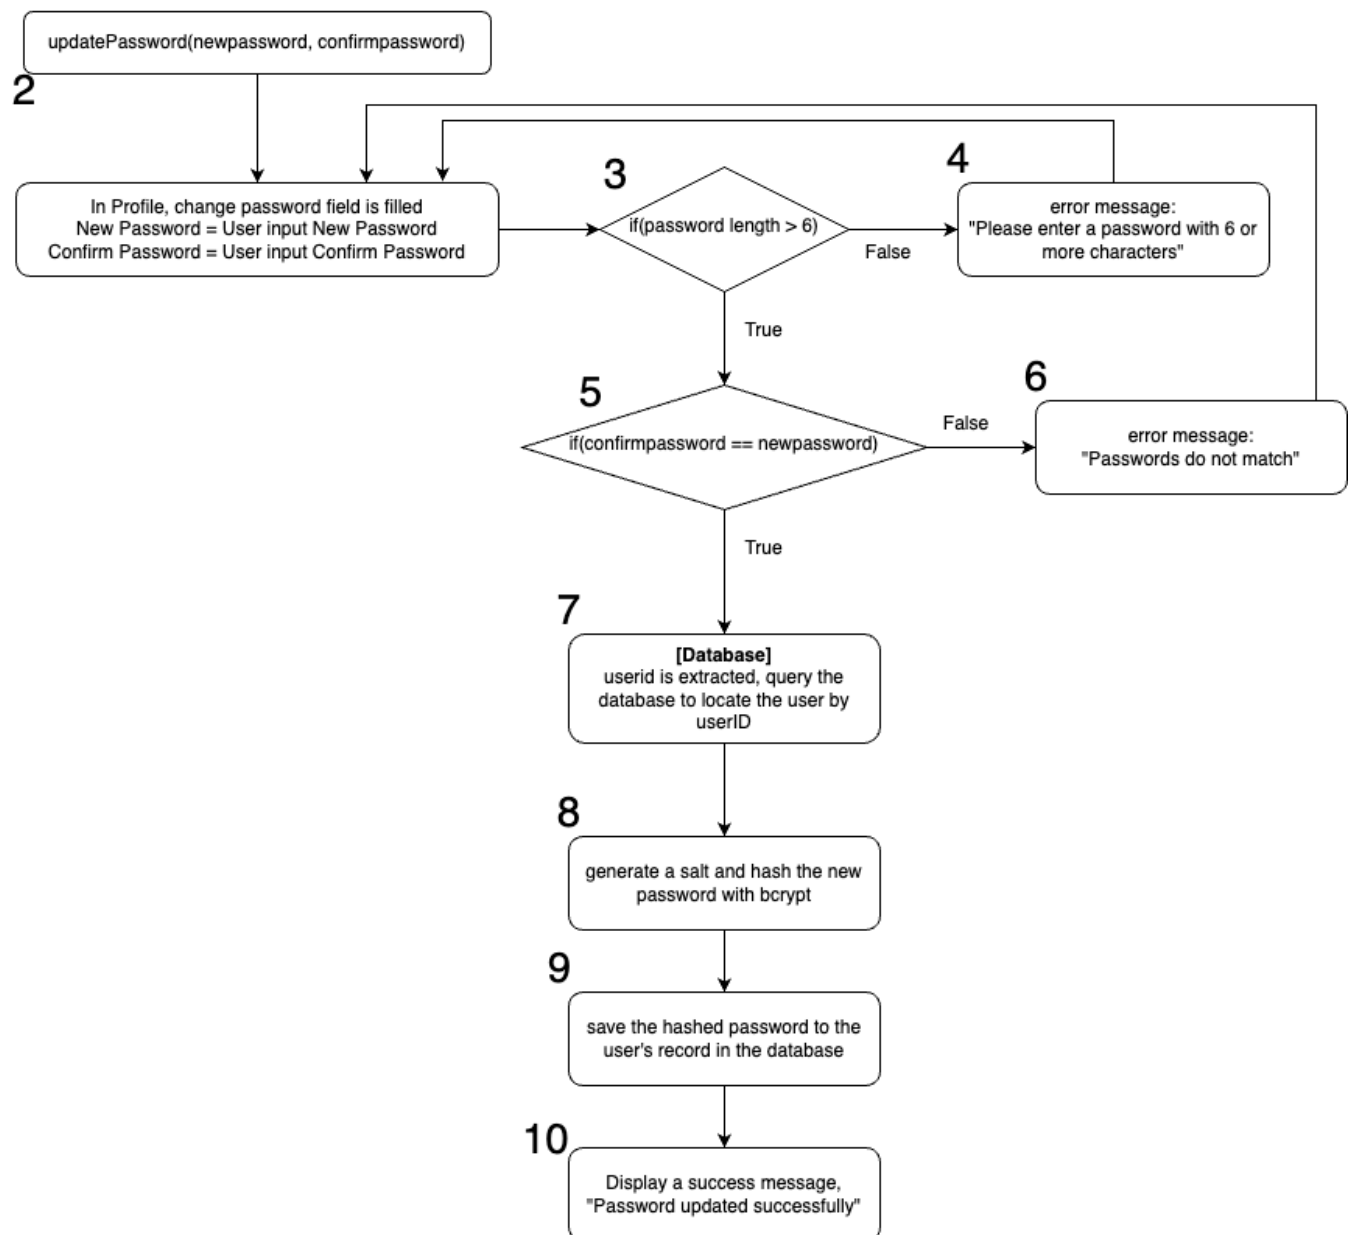 updatePassword(newpassword, confirmpassword)
2
In Profile, change password field is filled
New Password = User input New Password
Confirm Password = User input Confirm Password
3
if(password length > 6)
False
4
error message:
"Please enter a password with 6 or
more characters"
True
5
if(confirmpassword == newpassword)
False
6
error message:
"Passwords do not match"
True
7
[Database]
userid is extracted, query the
database to locate the user by
userID
8
generate a salt and hash the new
password with bcrypt
9
save the hashed password to the
user's record in the database
10
Display a success message,
"Password updated successfully"